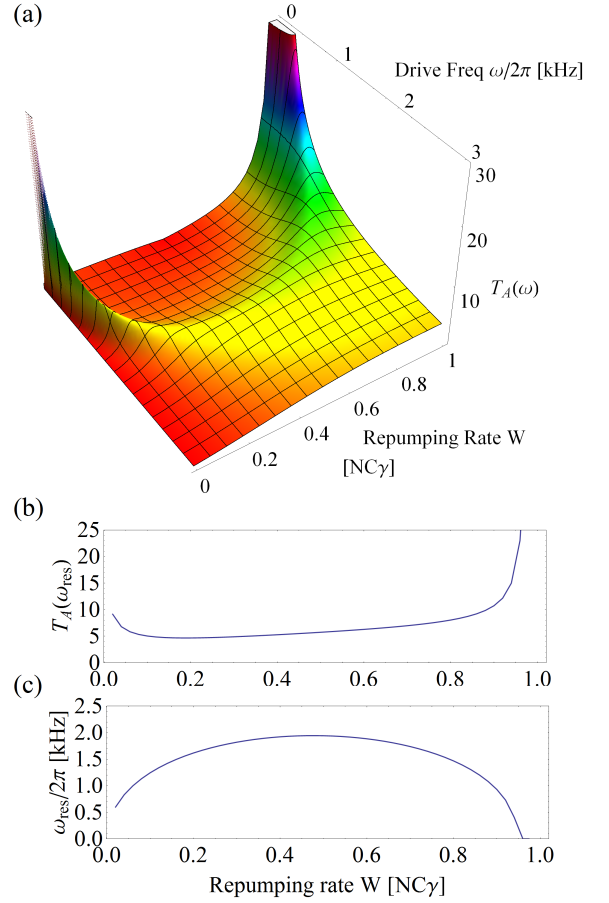 (a)
0
1
Drive Freq ω/2π [kHz]
2
3
30
20
T_A(ω)
10
1
0.8
0.6
Repumping Rate W
0.4
[NCγ]
0.2
0
(b)
25
20
15
10
5
0
T_A(ω_res)
0.0 0.2 0.4 0.6 0.8 1.0
(c)
2.5
2.0
1.5
1.0
0.5
0.0
ω_res/2π [kHz]
0.0 0.2 0.4 0.6 0.8 1.0
Repumping rate W [NCγ]